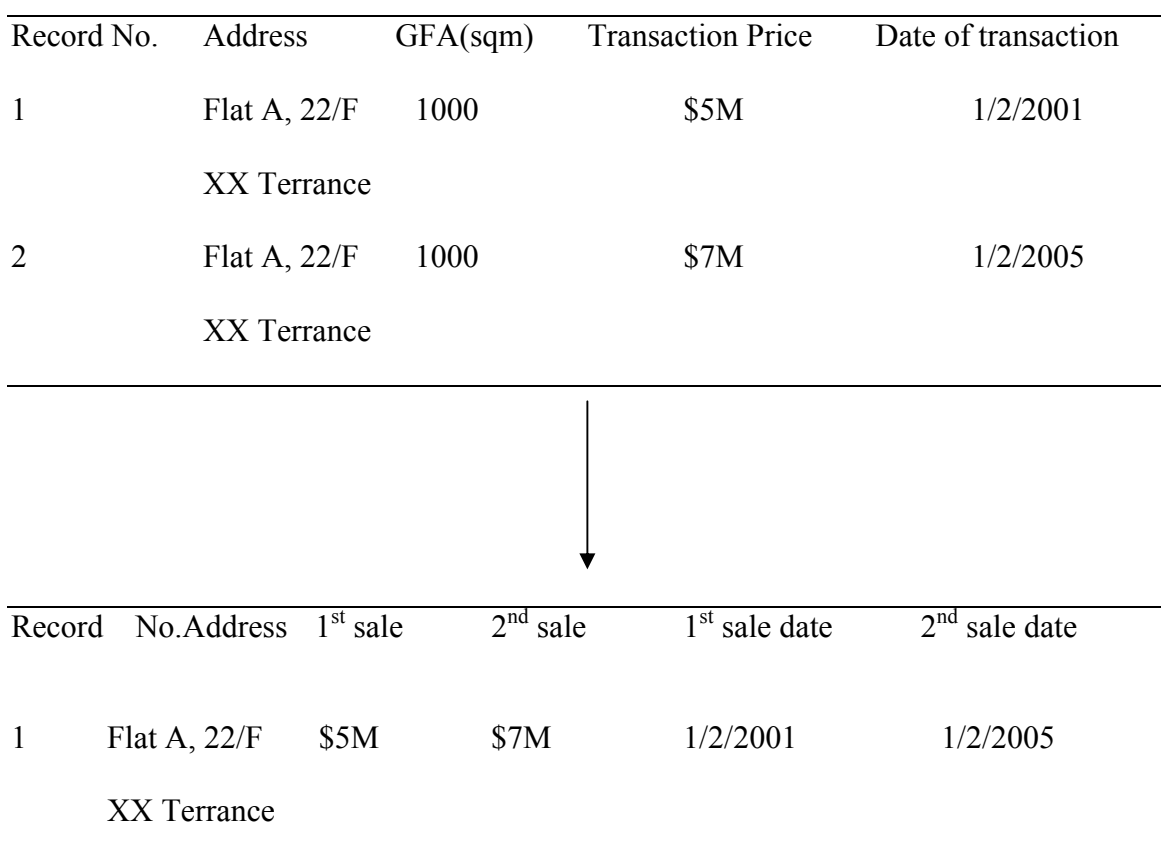 Record No. Address GFA(sqm) Transaction Price Date of transaction
1 Flat A, 22/F 1000 $5M 1/2/2001
XX Terrance
2 Flat A, 22/F 1000 $7M 1/2/2005
XX Terrance
Record No.Address 1st sale 2nd sale 1st sale date 2nd sale date
1 Flat A, 22/F $5M $7M 1/2/2001 1/2/2005
XX Terrance